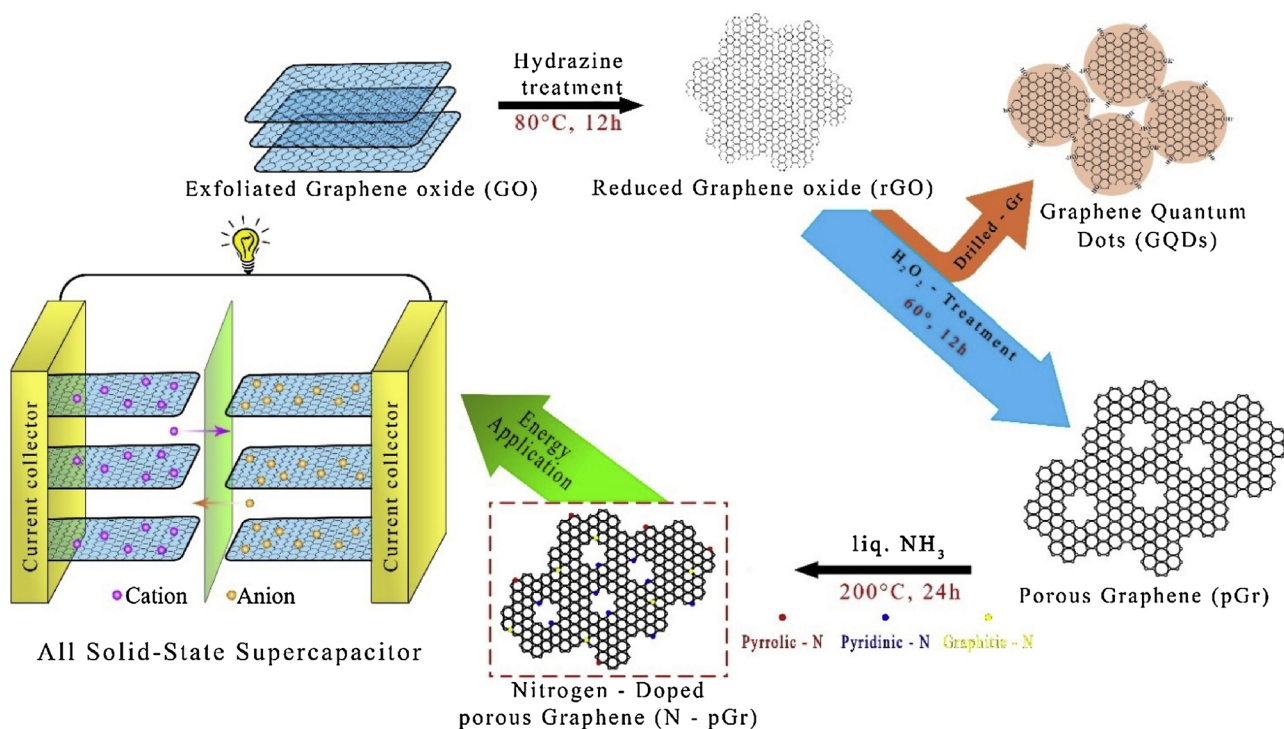 Hydrazine
treatment
80°C, 12h
Exfoliated Graphene oxide (GO)
Reduced Graphene oxide (rGO)
Graphene Quantum
Dots (GQDs)
Drilled - Gr
H₂O₂ - Treatment
60°, 12h
Porous Graphene (pGr)
liq. NH₃
200°C, 24h
Pyrrolic - N
Pyridinic - N
Graphitic - N
Nitrogen - Doped
porous Graphene (N - pGr)
Energy
Application
Current collector
Current collector
Cation
Anion
All Solid-State Supercapacitor